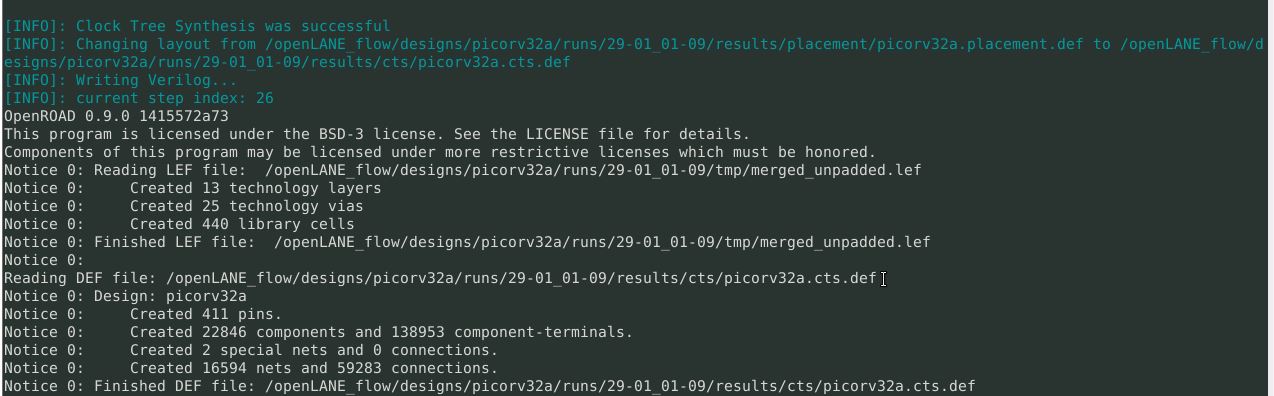 [INFO]: Clock Tree Synthesis was successful
[INFO]: Changing layout from /openLANE_flow/designs/picorv32a/runs/29-01_01-09/results/placement/picorv32a.placement.def to /openLANE_flow/d
esigns/picorv32a/runs/29-01_01-09/results/cts/picorv32a.cts.def
[INFO]: Writing Verilog...
[INFO]: current step index: 26
OpenROAD 0.9.0 1415572a73
This program is licensed under the BSD-3 license. See the LICENSE file for details.
Components of this program may be licensed under more restrictive licenses which must be honored.
Notice 0: Reading LEF file:  /openLANE_flow/designs/picorv32a/runs/29-01_01-09/tmp/merged_unpadded.lef
Notice 0:     Created 13 technology layers
Notice 0:     Created 25 technology vias
Notice 0:     Created 440 library cells
Notice 0: Finished LEF file:  /openLANE_flow/designs/picorv32a/runs/29-01_01-09/tmp/merged_unpadded.lef
Notice 0:
Reading DEF file: /openLANE_flow/designs/picorv32a/runs/29-01_01-09/results/cts/picorv32a.cts.def
Notice 0: Design: picorv32a
Notice 0:     Created 411 pins.
Notice 0:     Created 22846 components and 138953 component-terminals.
Notice 0:     Created 2 special nets and 0 connections.
Notice 0:     Created 16594 nets and 59283 connections.
Notice 0: Finished DEF file: /openLANE_flow/designs/picorv32a/runs/29-01_01-09/results/cts/picorv32a.cts.def